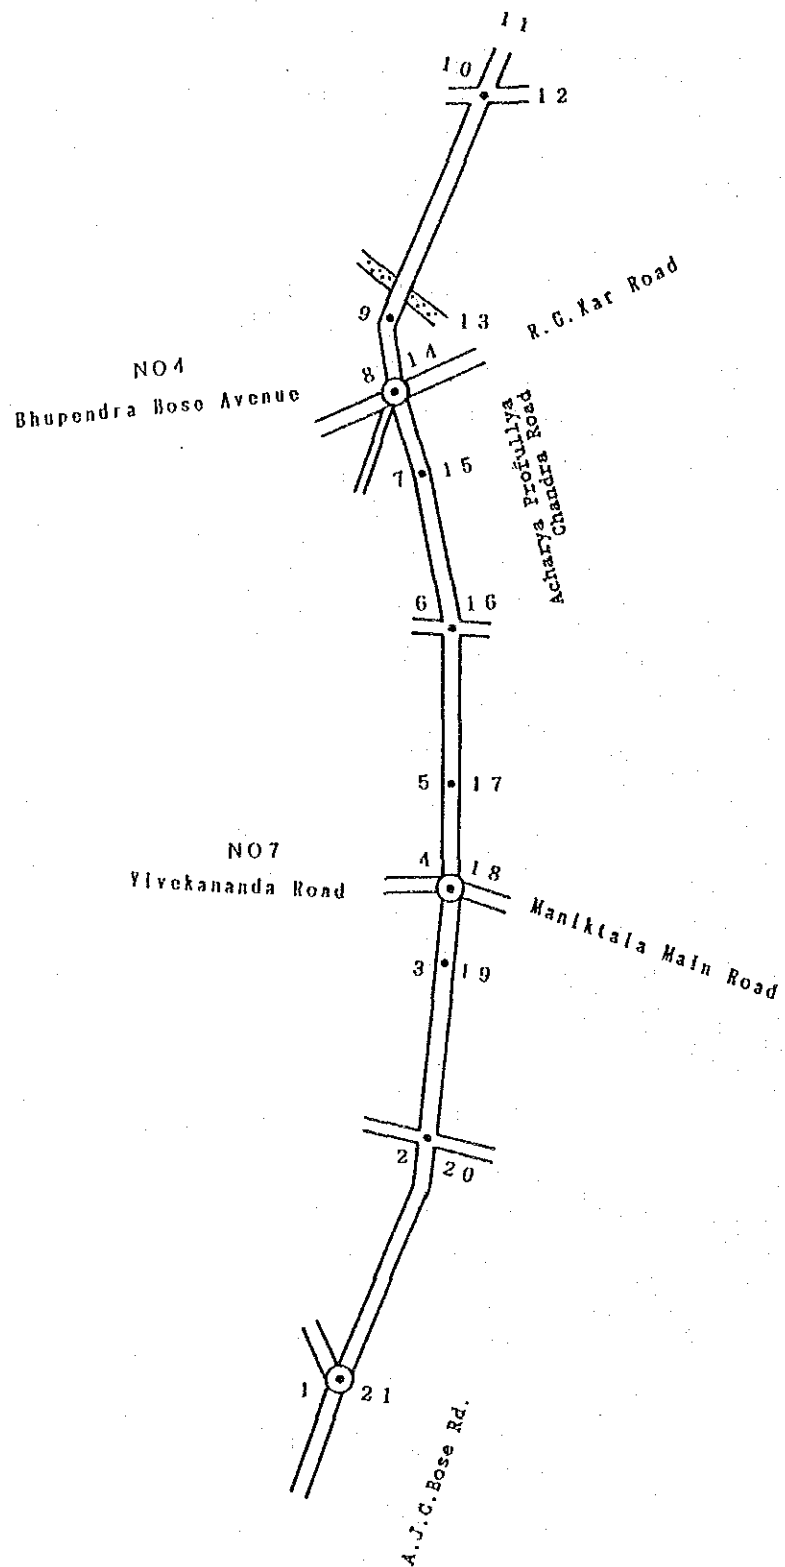 11
10
12
9
13
R.G.Kar Road
NO4
8
14
Bhupendra Bose Avenue
Acharya Profullya
Chandra Road
7
15
6
16
5
17
NO7
4
18
Vivekananda Road
Maniktala Main Road
3
19
2
20
1
21
A.J.C.Bose Rd.